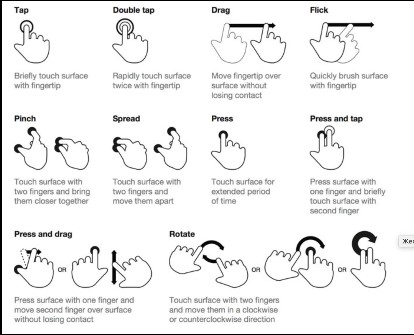 Tap
Double tap
Drag
Flick
Briefly touch surface
with fingertip
Rapidly touch surface
twice with fingertip
Move fingertip over
surface without
losing contact
Quickly brush surface
with fingertip
Pinch
Spread
Press
Press and tap
Touch surface with
two fingers and bring
them closer together
Touch surface with
two fingers and
move them apart
Touch surface for
extended period
of time
Press surface with
one finger and briefly
touch surface with
second finger
Press and drag
Rotate
OR
OR
OR
Press surface with one finger and
move second finger over surface
without losing contact
Touch surface with two fingers
and move them in a clockwise
or counterclockwise direction